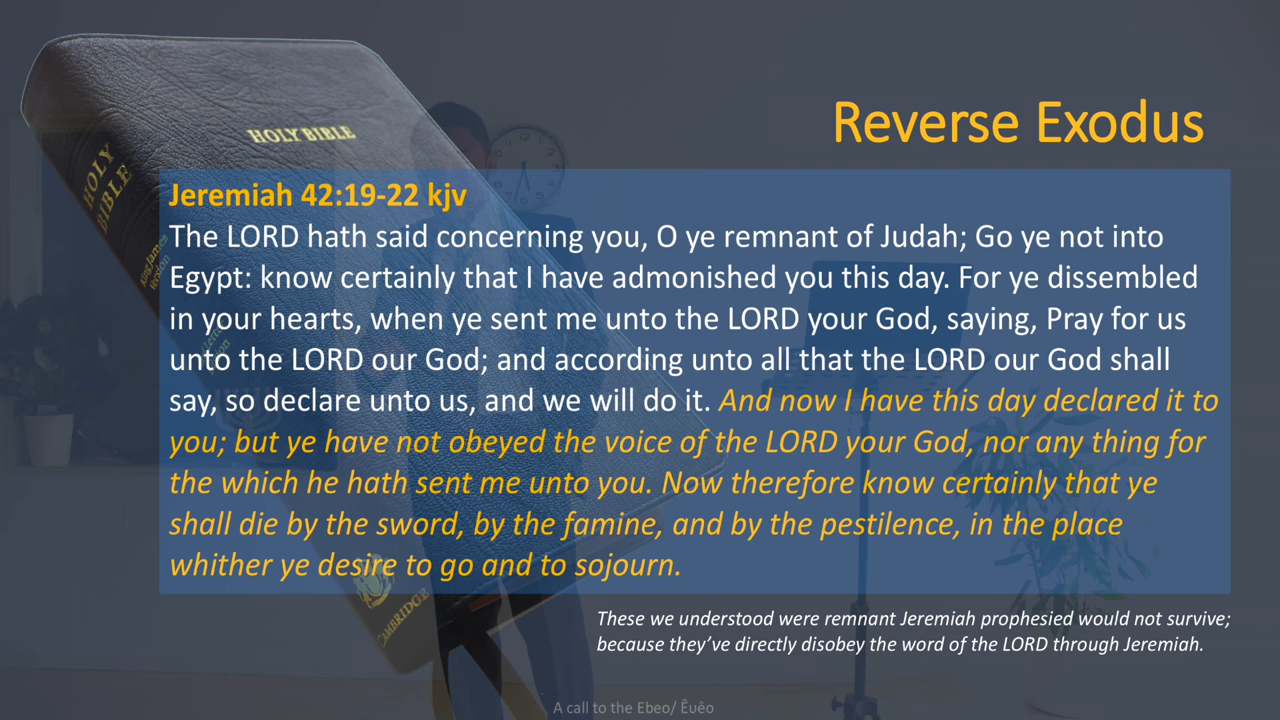 HOLY BIBLE
HOLY
BIBLE
King James
Version
Reverse Exodus
Jeremiah 42:19-22 kjv
The LORD hath said concerning you, O ye remnant of Judah; Go ye not into
Egypt: know certainly that I have admonished you this day. For ye dissembled
in your hearts, when ye sent me unto the LORD your God, saying, Pray for us
unto the LORD our God; and according unto all that the LORD our God shall
say, so declare unto us, and we will do it. And now I have this day declared it to
you; but ye have not obeyed the voice of the LORD your God, nor any thing for
the which he hath sent me unto you. Now therefore know certainly that ye
shall die by the sword, by the famine, and by the pestilence, in the place
whither ye desire to go and to sojourn.
CAMBRIDGE
These we understood were remnant Jeremiah prophesied would not survive;
because they’ve directly disobey the word of the LORD through Jeremiah.
A call to the Ebeo/ Êʋêo